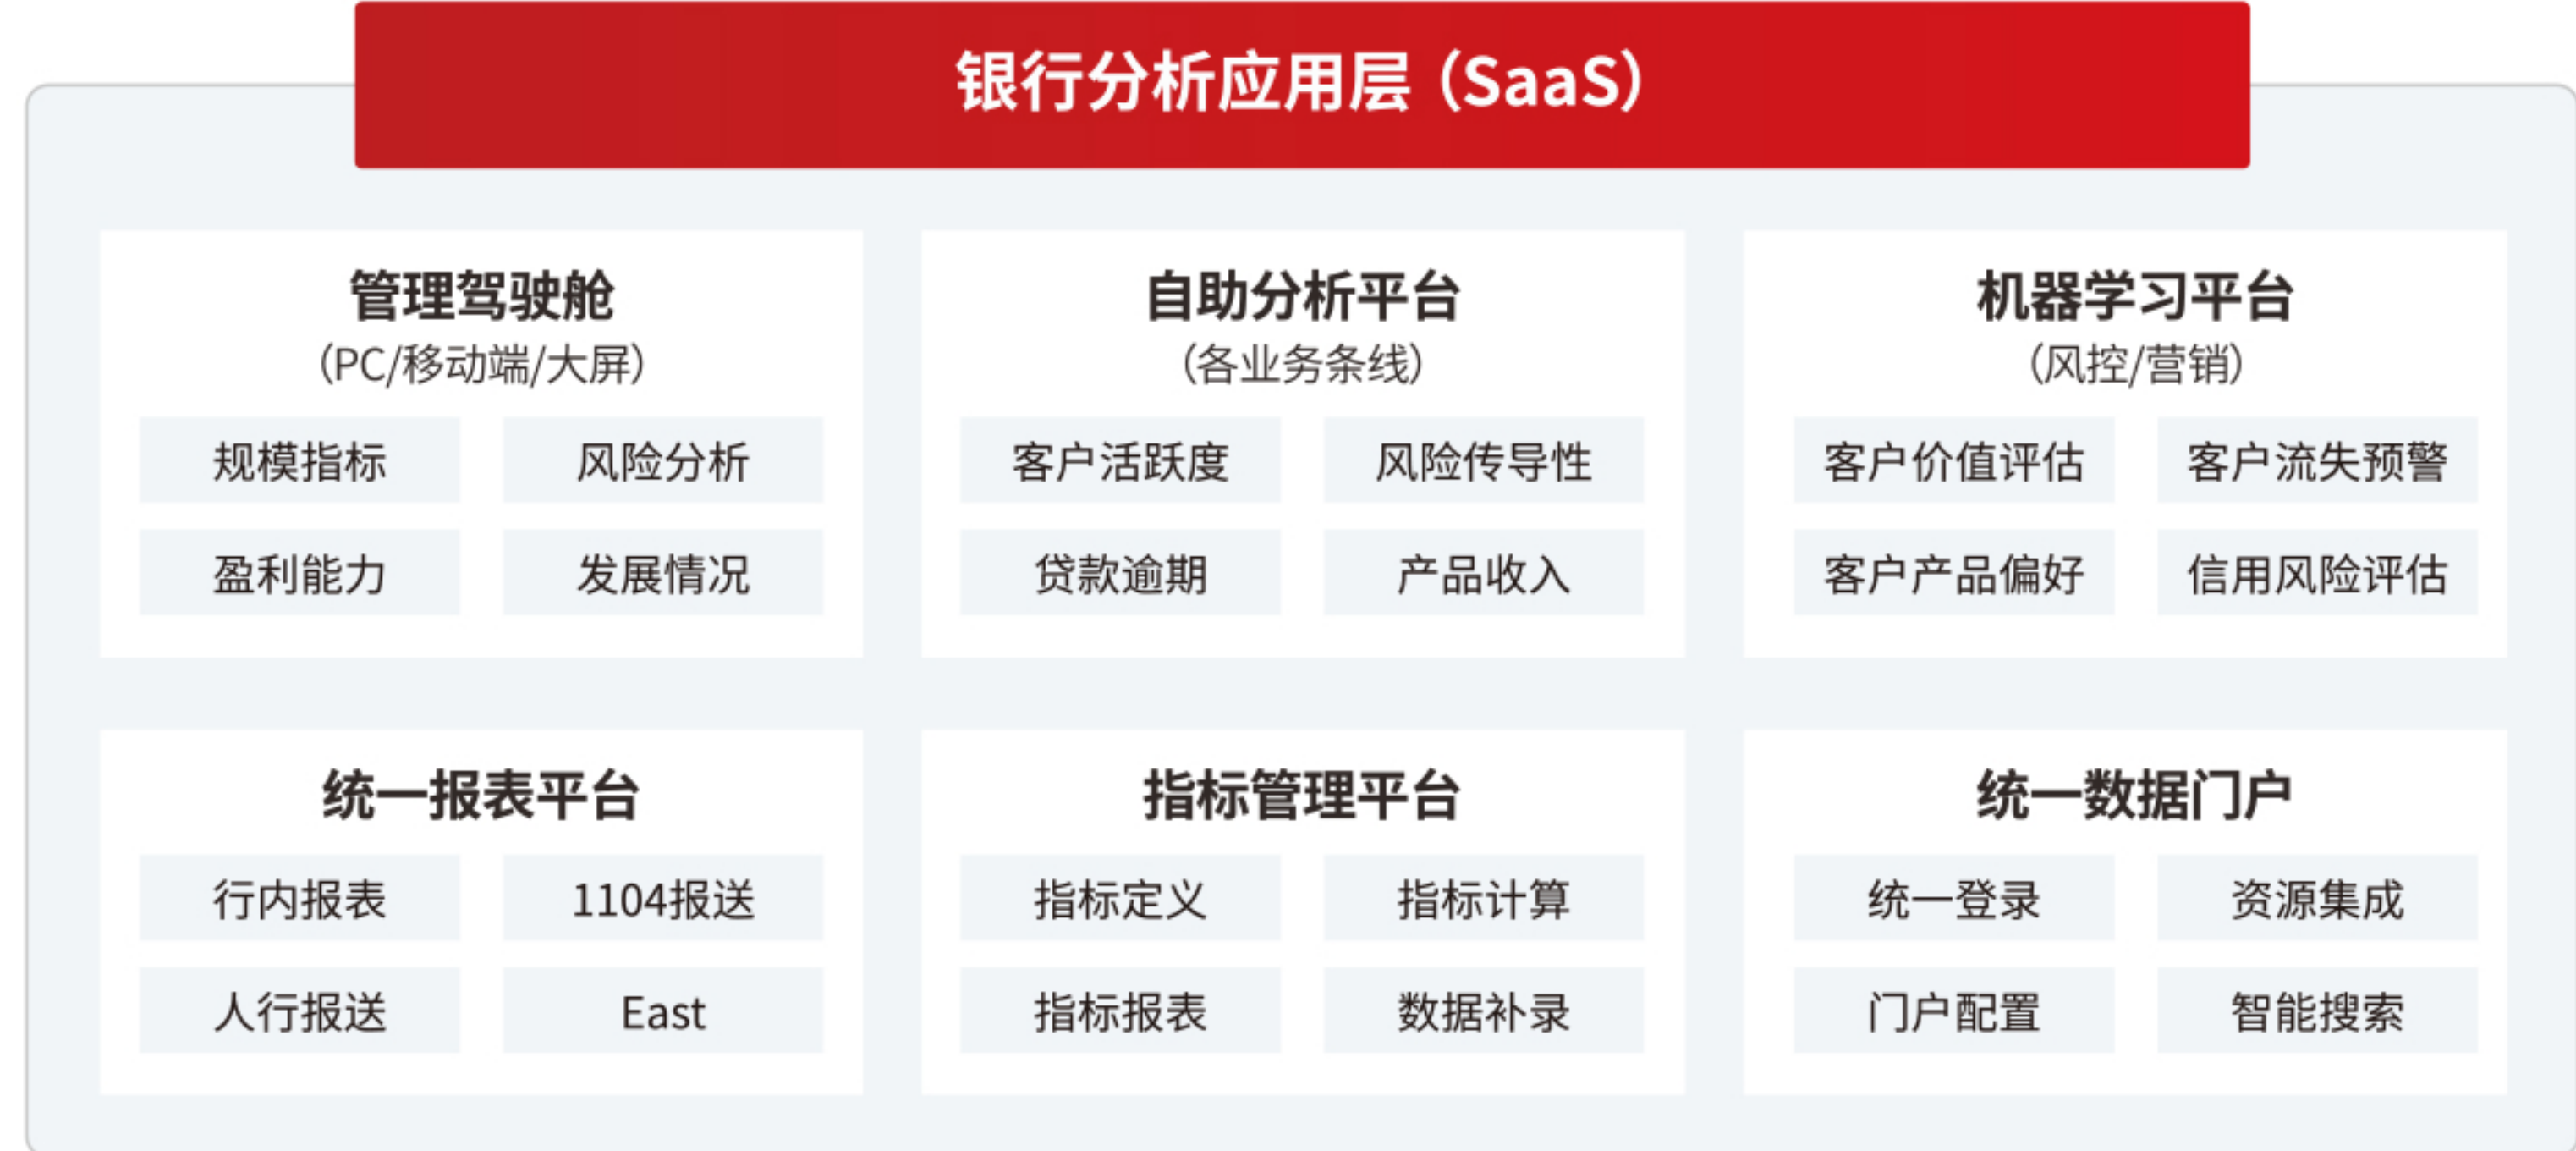 银行分析应用层（SaaS）
管理驾驶舱
（PC/移动端/大屏）
规模指标
风险分析
盈利能力
发展情况
自助分析平台
（各业务条线）
客户活跃度
风险传导性
贷款逾期
产品收入
机器学习平台
（风控/营销）
客户价值评估
客户流失预警
客户产品偏好
信用风险评估
统一报表平台
行内报表
1104报送
人行报送
East
指标管理平台
指标定义
指标计算
指标报表
数据补录
统一数据门户
统一登录
资源集成
门户配置
智能搜索